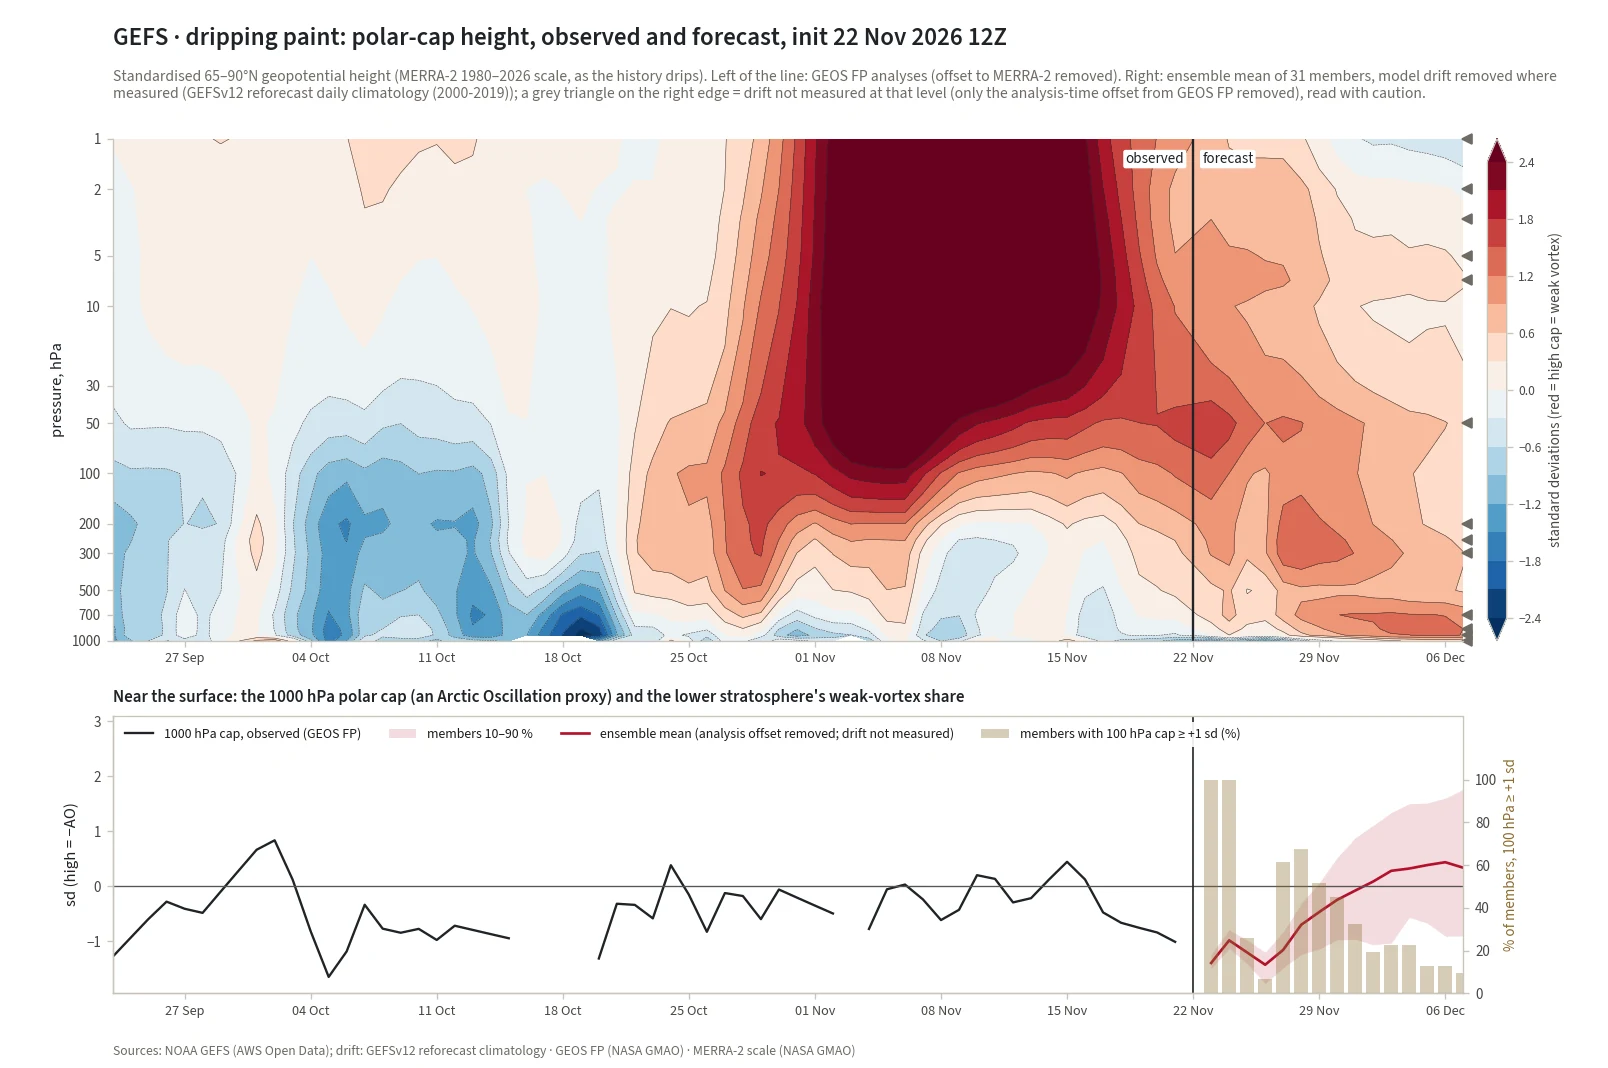 GEFS · dripping paint: polar-cap height, observed and forecast, init 22 Nov 2026 12Z
Standardised 65–90°N geopotential height (MERRA-2 1980–2026 scale, as the history drips). Left of the line: GEOS FP analyses (offset to MERRA-2 removed). Right: ensemble mean of 31 members, model drift removed where
measured (GEFSv12 reforecast daily climatology (2000-2019)); a grey triangle on the right edge = drift not measured at that level (only the analysis-time offset from GEOS FP removed), read with caution.
observed
forecast
pressure, hPa
1
2
5
10
30
50
100
200
300
500
700
1000
27 Sep
04 Oct
11 Oct
18 Oct
25 Oct
01 Nov
08 Nov
15 Nov
22 Nov
29 Nov
06 Dec
2.4
1.8
1.2
0.6
0.0
−0.6
−1.2
−1.8
−2.4
standard deviations (red = high cap = weak vortex)
Near the surface: the 1000 hPa polar cap (an Arctic Oscillation proxy) and the lower stratosphere's weak-vortex share
1000 hPa cap, observed (GEOS FP)
members 10–90 %
ensemble mean (analysis offset removed; drift not measured)
members with 100 hPa cap ≥ +1 sd (%)
sd (high = −AO)
3
2
1
0
−1
100
80
60
40
20
0
% of members, 100 hPa ≥ +1 sd
27 Sep
04 Oct
11 Oct
18 Oct
25 Oct
01 Nov
08 Nov
15 Nov
22 Nov
29 Nov
06 Dec
Sources: NOAA GEFS (AWS Open Data); drift: GEFSv12 reforecast climatology · GEOS FP (NASA GMAO) · MERRA-2 scale (NASA GMAO)